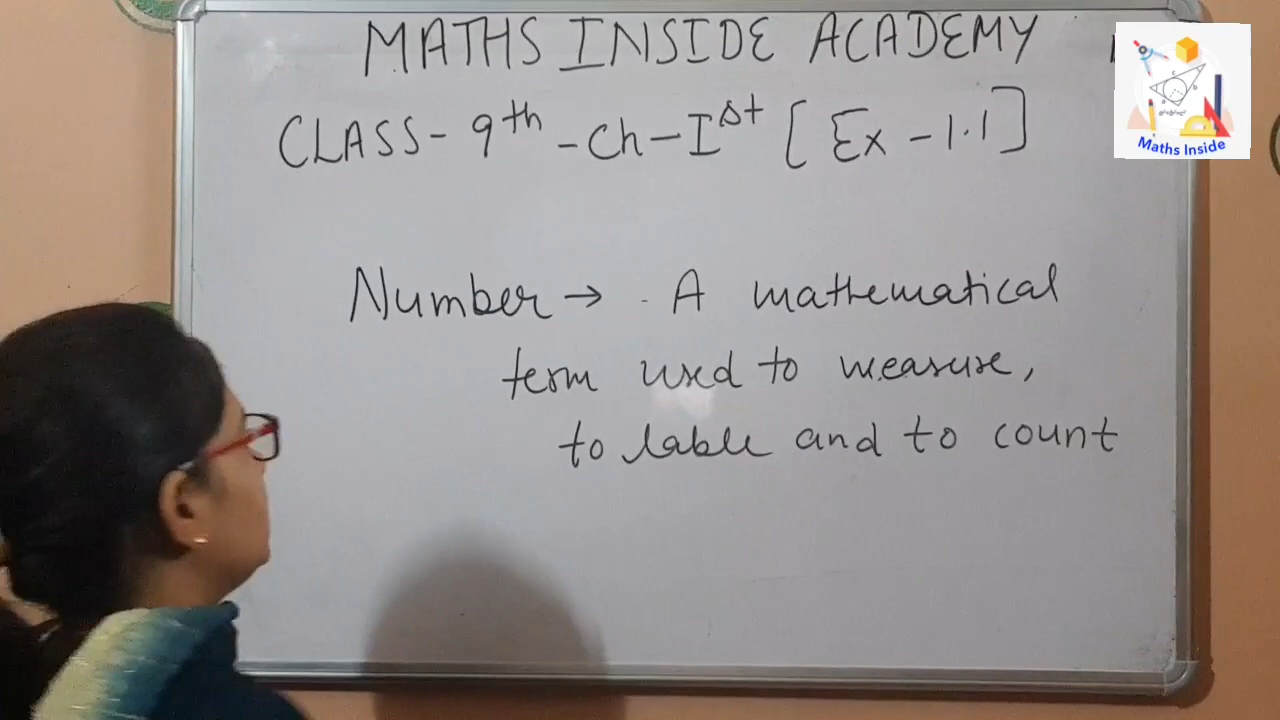 MATHS INSIDE ACADEMY
CLASS - 9th - Ch - Ist [ Ex - 1.1 ]
Number → A mathematical
term used to measure,
to lable and to count
Maths Inside